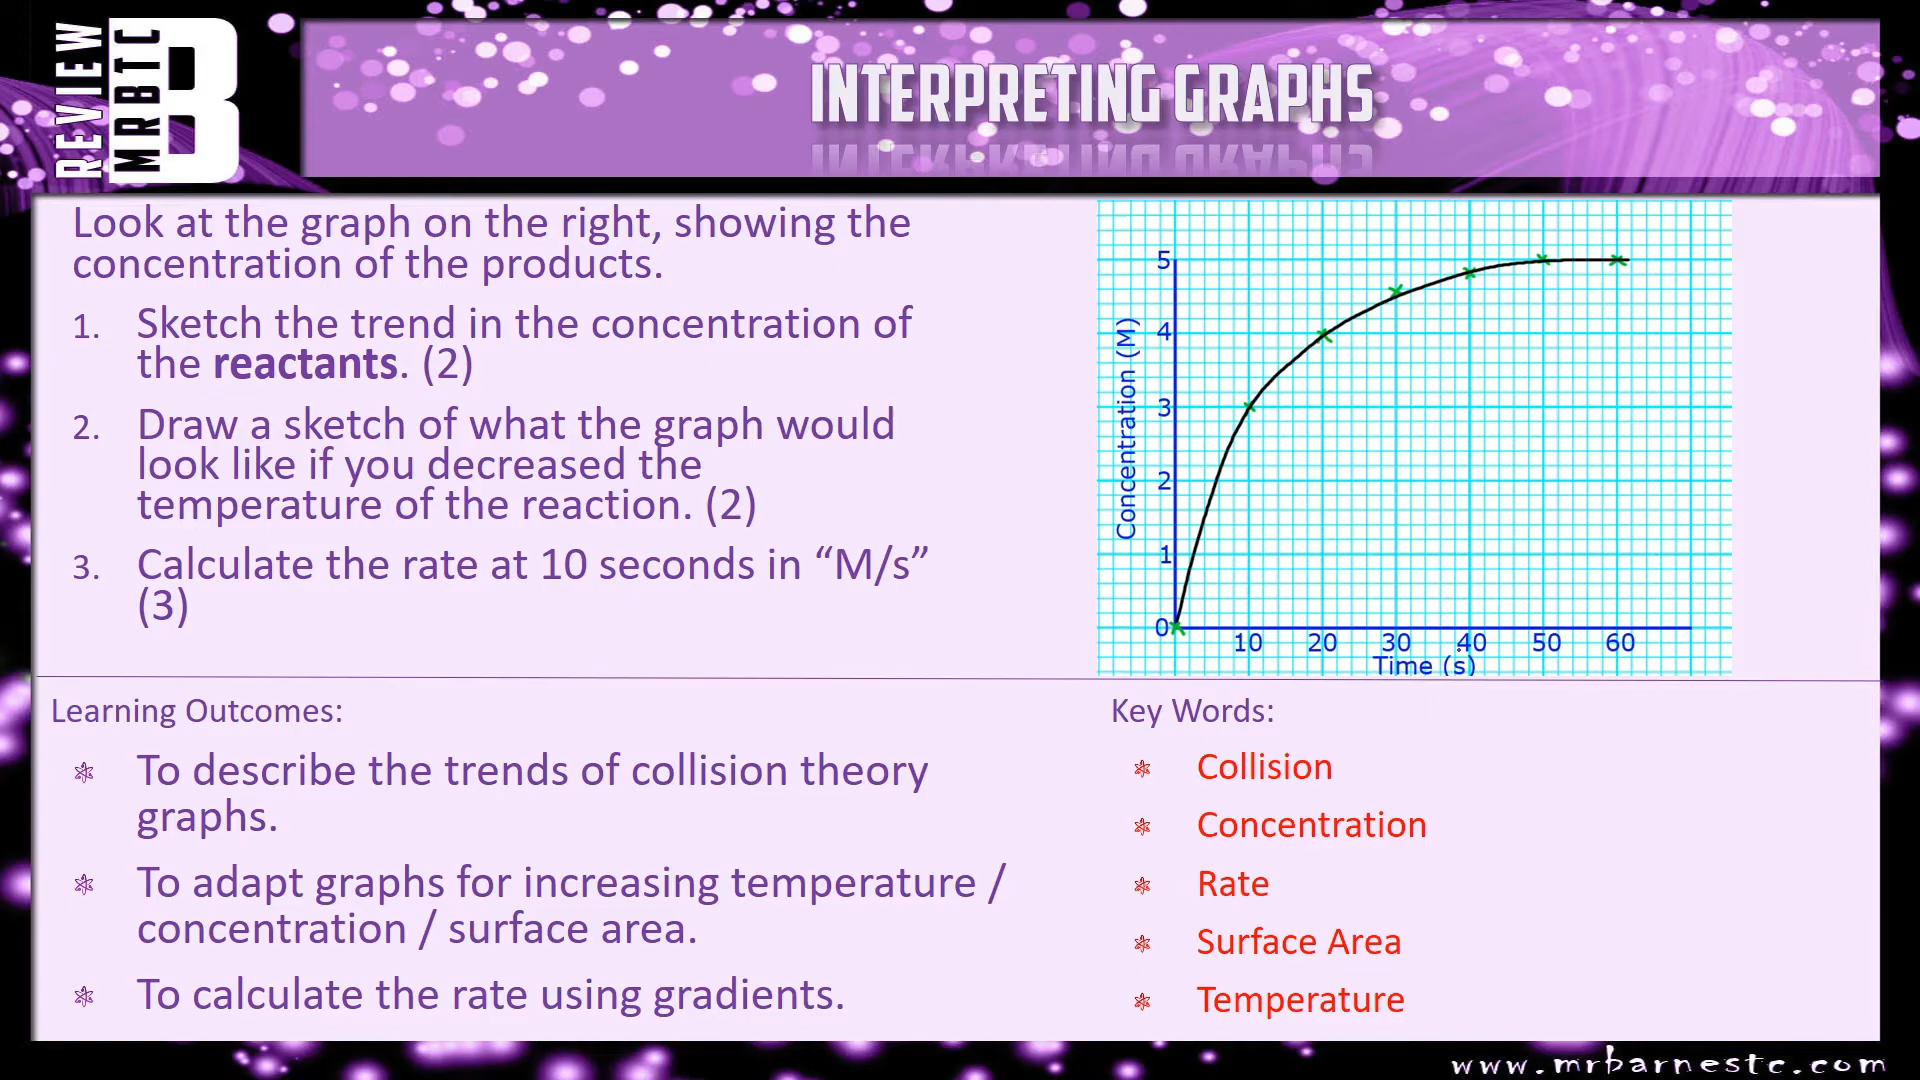 REVIEW
MRBTC
B
INTERPRETING GRAPHS
Look at the graph on the right, showing the
concentration of the products.
1. Sketch the trend in the concentration of
the reactants. (2)
2. Draw a sketch of what the graph would
look like if you decreased the
temperature of the reaction. (2)
3. Calculate the rate at 10 seconds in “M/s”
(3)
Concentration (M)
5
4
3
2
1
0
10 20 30 40 50 60
Time (s)
Learning Outcomes:
To describe the trends of collision theory
graphs.
To adapt graphs for increasing temperature /
concentration / surface area.
To calculate the rate using gradients.
Key Words:
Collision
Concentration
Rate
Surface Area
Temperature
www.mrbarnestc.com